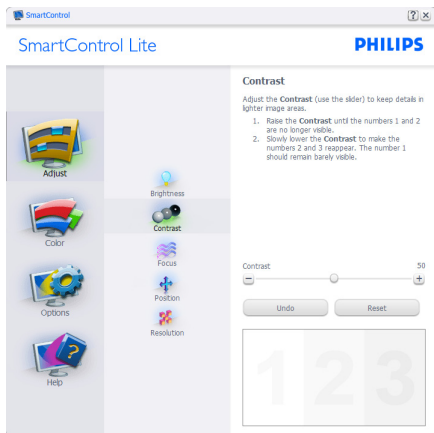 SmartControl
SmartControl Lite
PHILIPS
Adjust
Color
Options
Help
Brightness
Contrast
Focus
Position
Resolution
Contrast
Adjust the Contrast (use the slider) to keep details in
lighter image areas.
1. Raise the Contrast until the numbers 1 and 2
are no longer visible.
2. Slowly lower the Contrast to make the
numbers 2 and 3 reappear. The number 1
should remain barely visible.
Contrast 50
Undo Reset
1 2 3